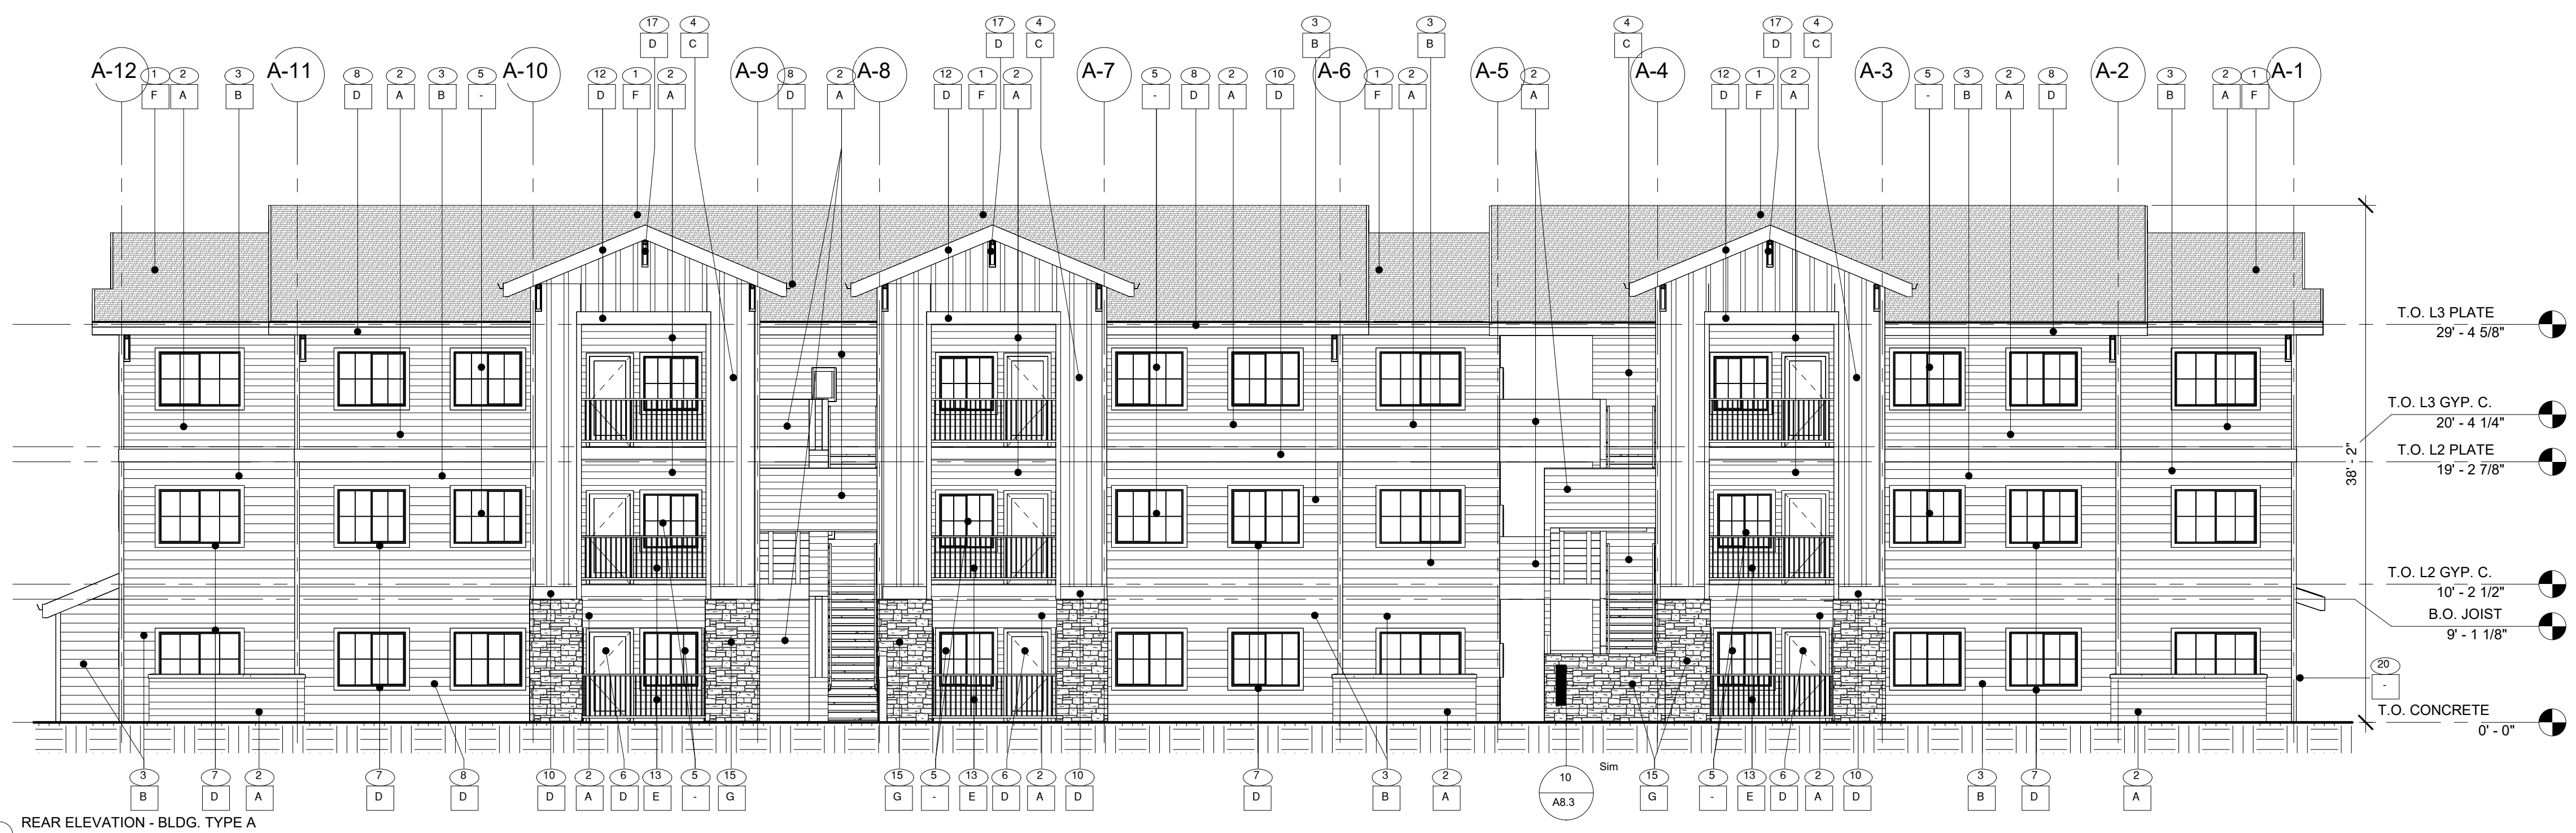 17 4 17 4 3 3 4 17 4
D C D C B B C D C
A-12 A-11 A-10 A-9 A-8 A-7 A-6 A-5 A-4 A-3 A-2 A-1
1 2 3 8 2 3 5 12 1 2 8 2 12 1 2 5 8 2 10 1 2 2 12 1 2 5 3 2 8 3 2 1
F A B D A B - D F A D A D F A - D A D F A A D F A - B A D B A F
T.O. L3 PLATE
29' - 4 5/8"
T.O. L3 GYP. C.
20' - 4 1/4"
T.O. L2 PLATE
19' - 2 7/8"
38' - 2"
T.O. L2 GYP. C.
10' - 2 1/2"
B.O. JOIST
9' - 1 1/8"
20
-
T.O. CONCRETE
0' - 0"
Sim
3 7 2 7 8 10 2 6 13 5 15 15 5 13 6 2 10 7 3 2 10 15 5 13 6 2 10 3 7 2
B D A D D D A D E - G G - E D A D D B A A8.3 G - E D A D B D A
REAR ELEVATION - BLDG. TYPE A